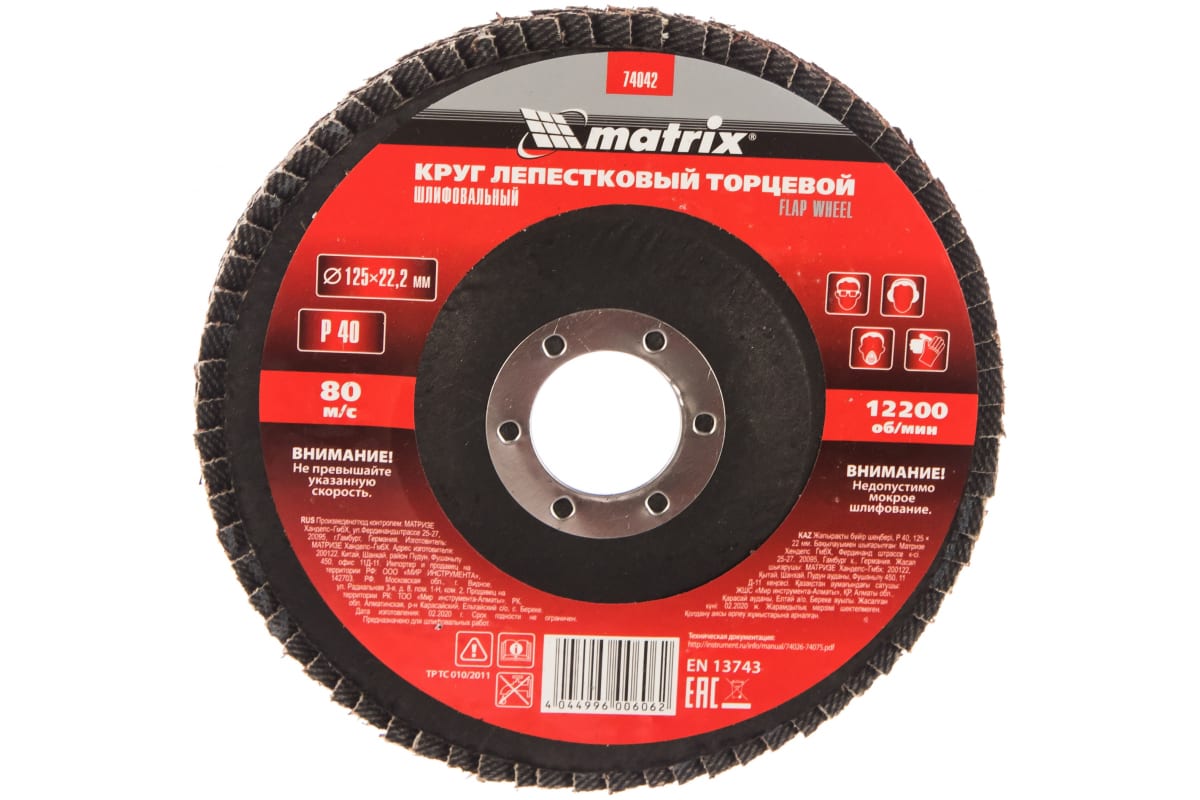 74042
matrix®
КРУГ ЛЕПЕСТКОВЫЙ ТОРЦЕВОЙ
ШЛИФОВАЛЬНЫЙ
FLAP WHEEL
Ø 125×22,2 мм
P 40
80
м/с
12200
об/мин
ВНИМАНИЕ!
Не превышайте
указанную
скорость.
ВНИМАНИЕ!
Недопустимо
мокрое
шлифование.
RUS Произведено под контролем: МАТРИЗЕ
Ханделс-ГмбХ, ул.Фердинандштрассе 25-27,
20095, г.Гамбург, Германия. Изготовитель:
МАТРИЗЕ Ханделс-ГмбХ. Адрес изготовителя:
200122, Китай, Шанхай, район Пудун, Фушаньлу
450, офис 11Д-11. Импортер и продавец на
территории РФ: ООО «МИР ИНСТРУМЕНТА»,
142703, РФ, Московская обл., г. Видное,
ул. Радиальная 3-я, д. 8, пом. 1-Н, ком. 2. Продавец на
территории РК: ТОО «Мир инструмента-Алматы» РК,
обл. Алматинская, р-н Карасайский, Ельтайский с/о, с. Береке.
Дата изготовления: 02.2020 г. Срок годности не ограничен.
Предназначено для шлифовальных работ.
KAZ Жапырақты бүйір шеңбері, P 40, 125 ×
22 мм. Бақылауымен шығарылған: Матризе
Хенделс ГмбХ, Фердинанд штрассе к-сі.
25-27, 20095, Гамбург қ., Германия. Жасап
шығарушы: МАТРИЗЕ Ханделс-ГмбХ: 200122,
Қытай, Шанхай, Пудун ауданы, Фушаньлу 450, 11
Д-11 кеңсесі. Қазақстан аумағындағы сатушы:
ЖШС «Мир инструмента-Алматы», ҚР, Алматы обл.,
Қарасай ауданы, Елтай а/о, Береке ауылы. Жасалған
күні: 02.2020 ж. Жарамдылық мерзімі шектелмеген.
Қолдану аясы әрлеу жұмыстарына арналған.
Техническая документация:
http://instrument.ru/info/manual/74026-74075.pdf
ТР ТС 010/2011
4 044996 006062
EN 13743
EAC